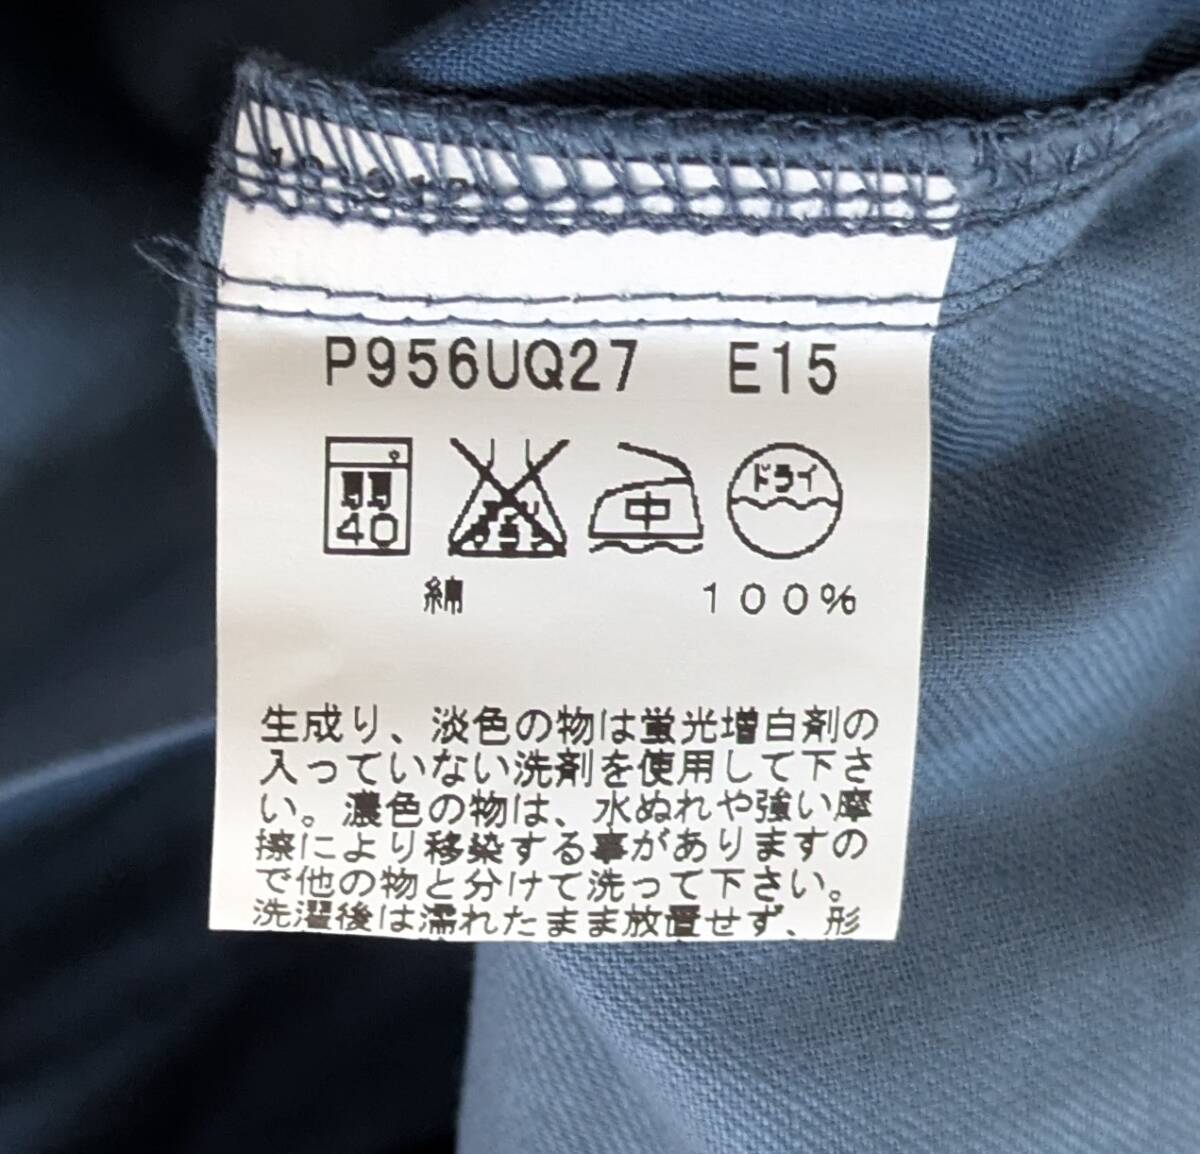 P956UQ27 E15
40 中 ドライ
綿 100%
生成り、淡色の物は蛍光増白剤の
入っていない洗剤を使用して下さ
い。濃色の物は、水ぬれや強い摩
擦により移染する事がありますの
で他の物と分けて洗って下さい。
洗濯後は濡れたまま放置せず、形